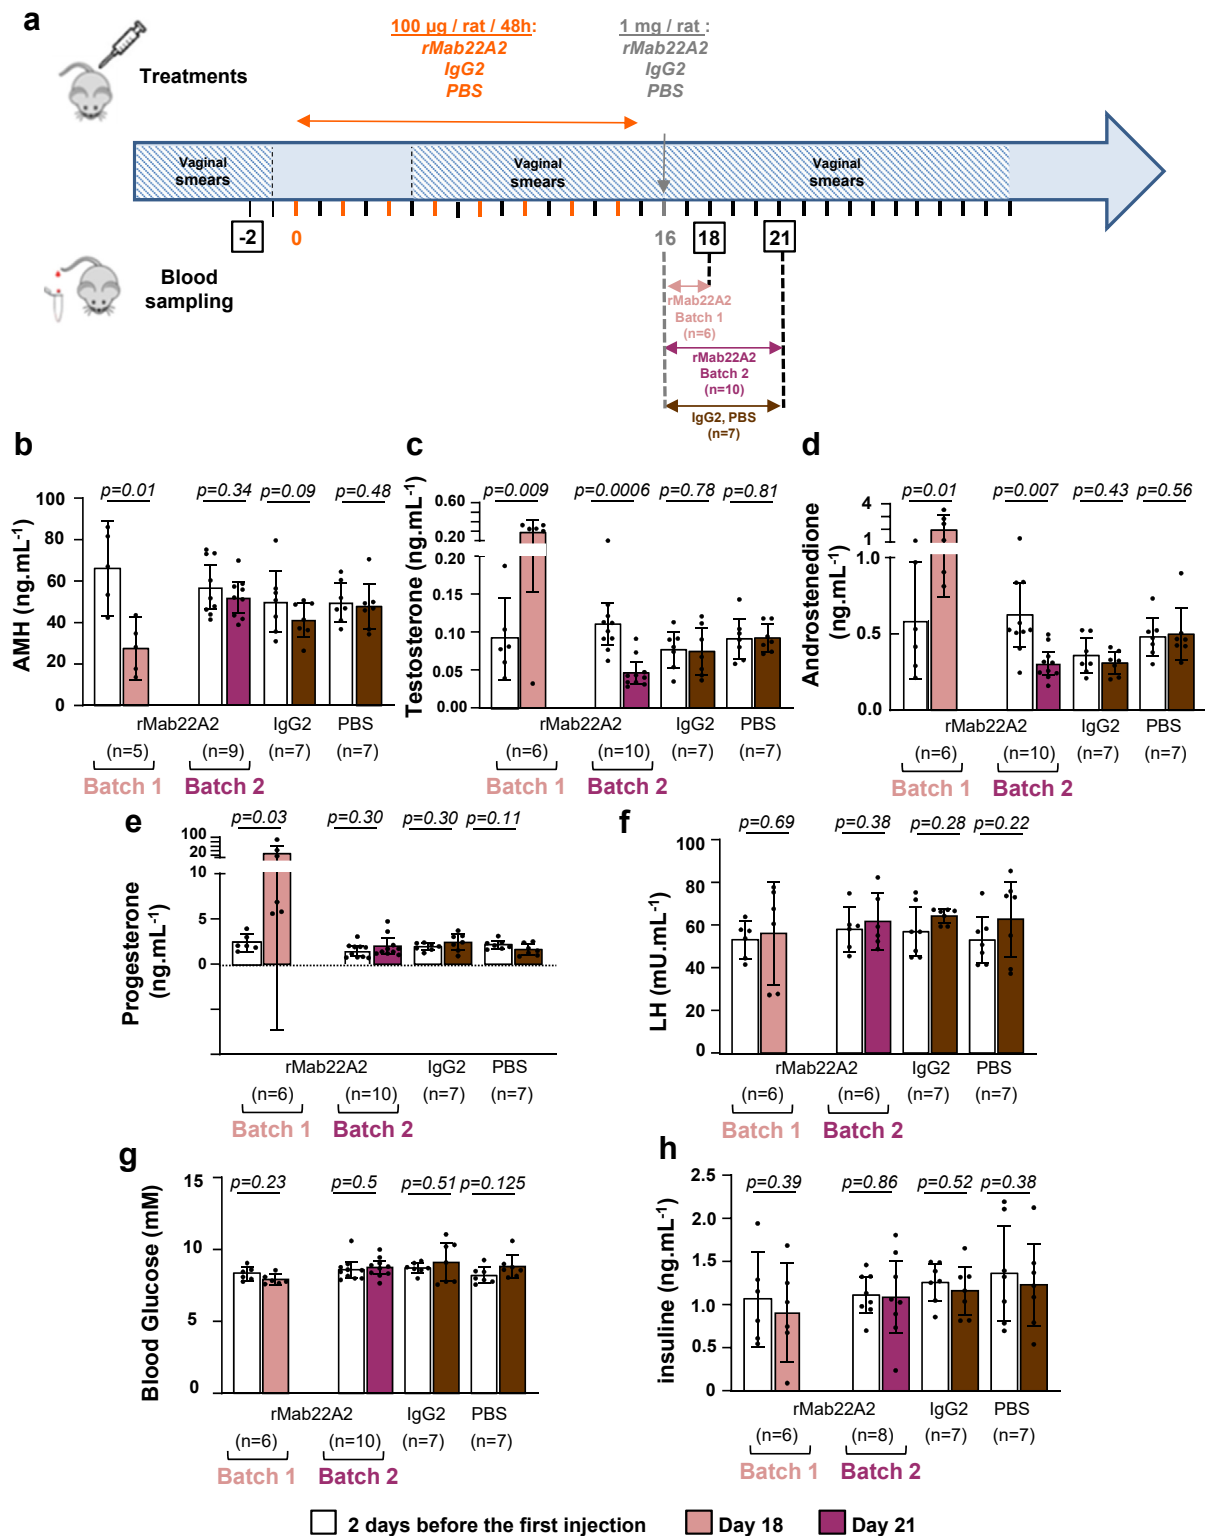 a
100 µg / rat / 48h:
rMab22A2
IgG2
PBS
1 mg / rat :
rMab22A2
IgG2
PBS
Treatments
Vaginal
smears
Vaginal
smears
Vaginal
smears
-2
0
16
18
21
Blood
sampling
rMab22A2
Batch 1
(n=6)
rMab22A2
Batch 2
(n=10)
IgG2, PBS
(n=7)
b
p=0.01
p=0.34
p=0.09
p=0.48
AMH (ng.mL-1)
100
80
60
40
20
0
rMab22A2
IgG2
PBS
(n=5)
(n=9)
(n=7)
(n=7)
Batch 1
Batch 2
c
p=0.009
p=0.0006
p=0.78
p=0.81
Testosterone (ng.mL-1)
0.60
0.40
0.20
0.20
0.15
0.10
0.05
0.00
rMab22A2
IgG2
PBS
(n=6)
(n=10)
(n=7)
(n=7)
Batch 1
Batch 2
d
p=0.01
p=0.007
p=0.43
p=0.56
Androstenedione
(ng.mL-1)
4
1
1.0
0.5
0.0
rMab22A2
IgG2
PBS
(n=6)
(n=10)
(n=7)
(n=7)
Batch 1
Batch 2
e
p=0.03
p=0.30
p=0.30
p=0.11
Progesterone
(ng.mL-1)
100
20
10
5
0
rMab22A2
IgG2
PBS
(n=6)
(n=10)
(n=7)
(n=7)
Batch 1
Batch 2
f
p=0.69
p=0.38
p=0.28
p=0.22
LH (mU.mL-1)
100
80
60
40
20
0
rMab22A2
IgG2
PBS
(n=6)
(n=6)
(n=7)
(n=7)
Batch 1
Batch 2
g
p=0.23
p=0.5
p=0.51
p=0.125
Blood Glucose (mM)
15
10
5
0
rMab22A2
IgG2
PBS
(n=6)
(n=10)
(n=7)
(n=7)
Batch 1
Batch 2
h
p=0.39
p=0.86
p=0.52
p=0.38
insuline (ng.mL-1)
2.5
2.0
1.5
1.0
0.5
0
rMab22A2
IgG2
PBS
(n=6)
(n=8)
(n=7)
(n=7)
Batch 1
Batch 2
2 days before the first injection
Day 18
Day 21